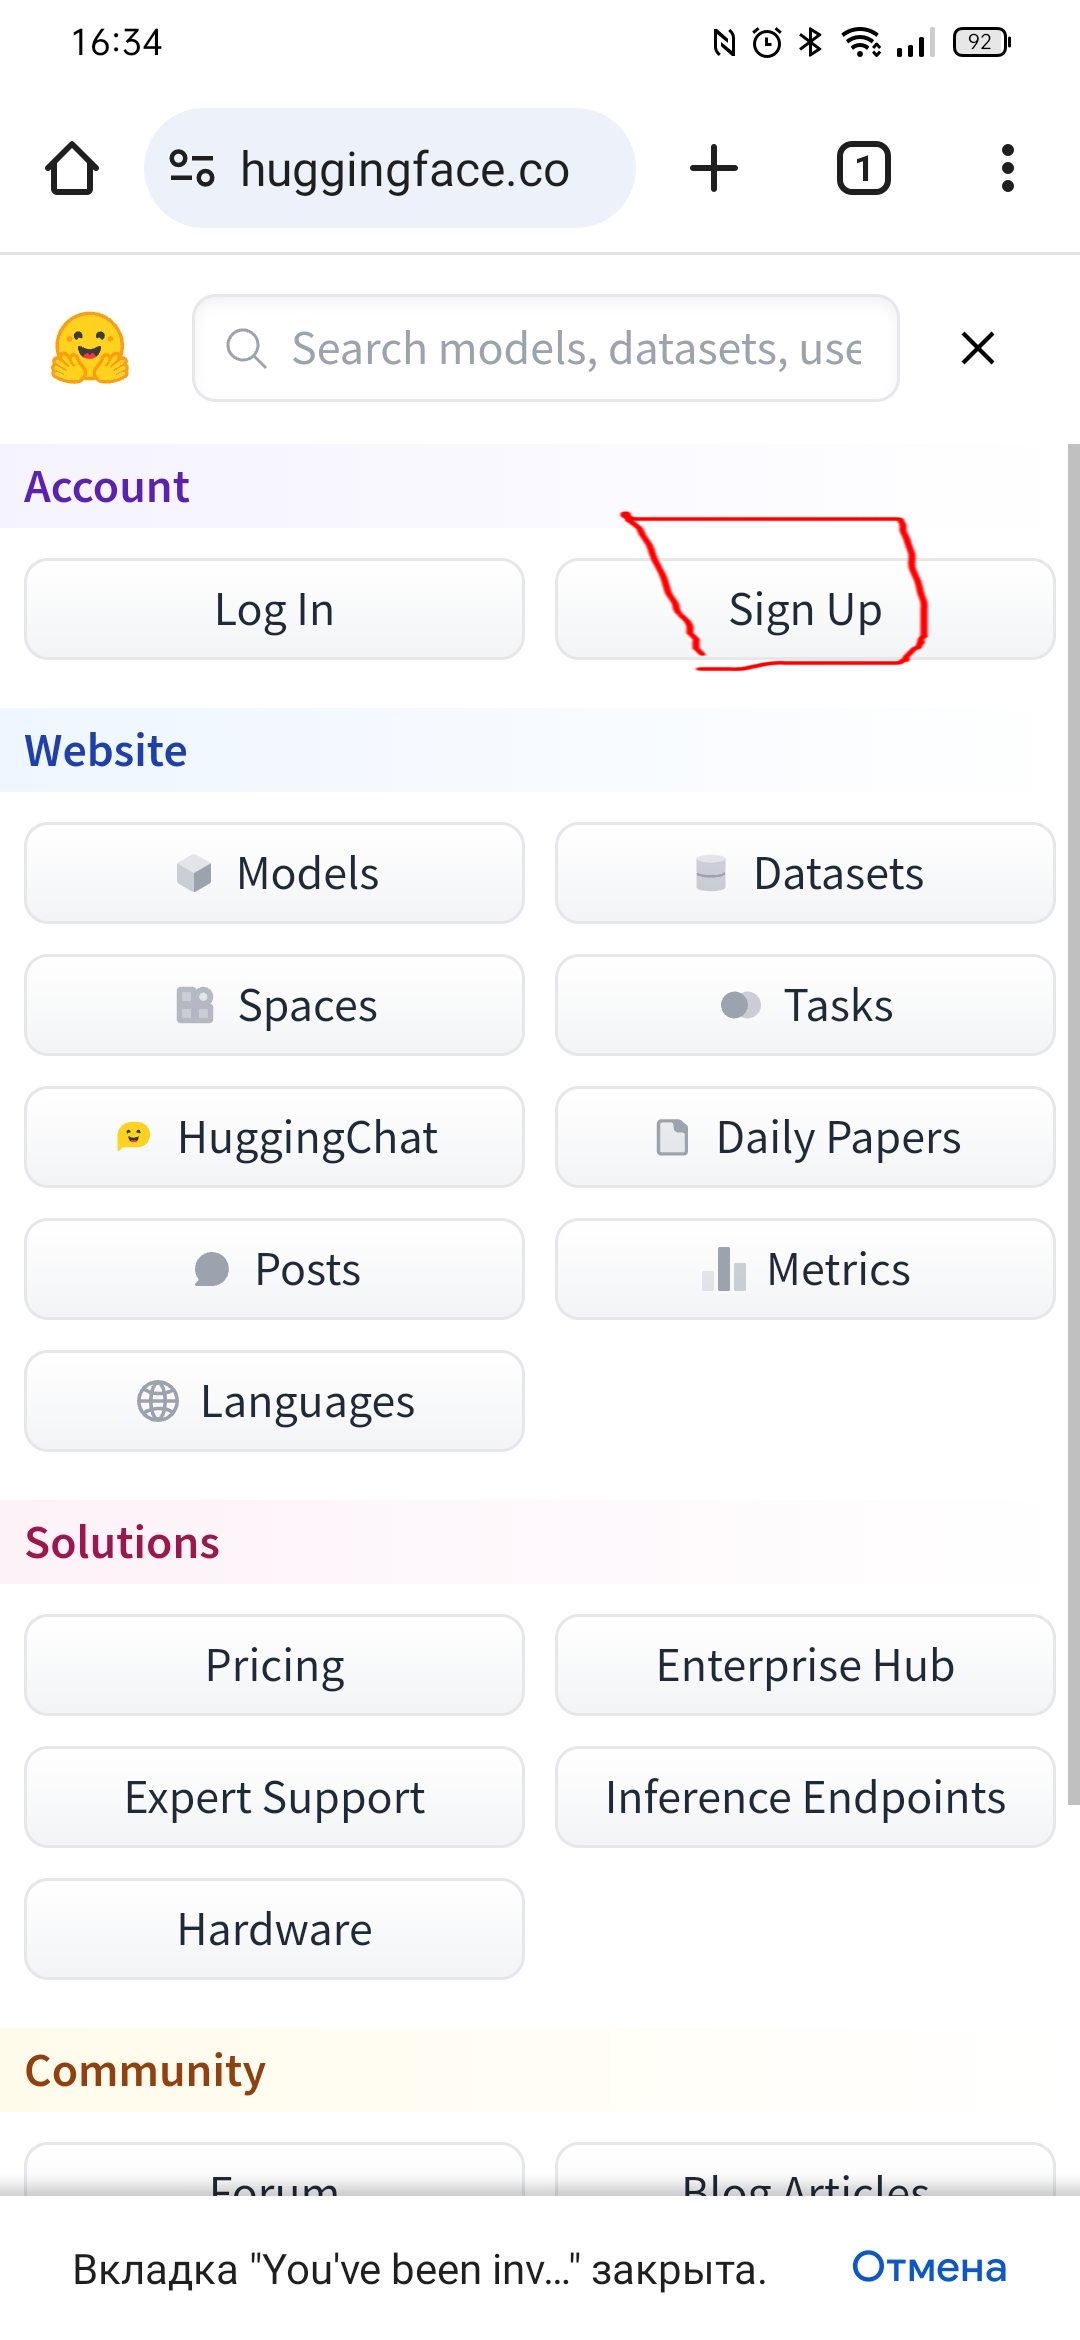 16:34
92
huggingface.co
1
Search models, datasets, use
Account
Log In
Sign Up
Website
Models
Datasets
Spaces
Tasks
HuggingChat
Daily Papers
Posts
Metrics
Languages
Solutions
Pricing
Enterprise Hub
Expert Support
Inference Endpoints
Hardware
Community
Forum
Blog Articles
Вкладка "You've been inv…" закрыта.
Отмена